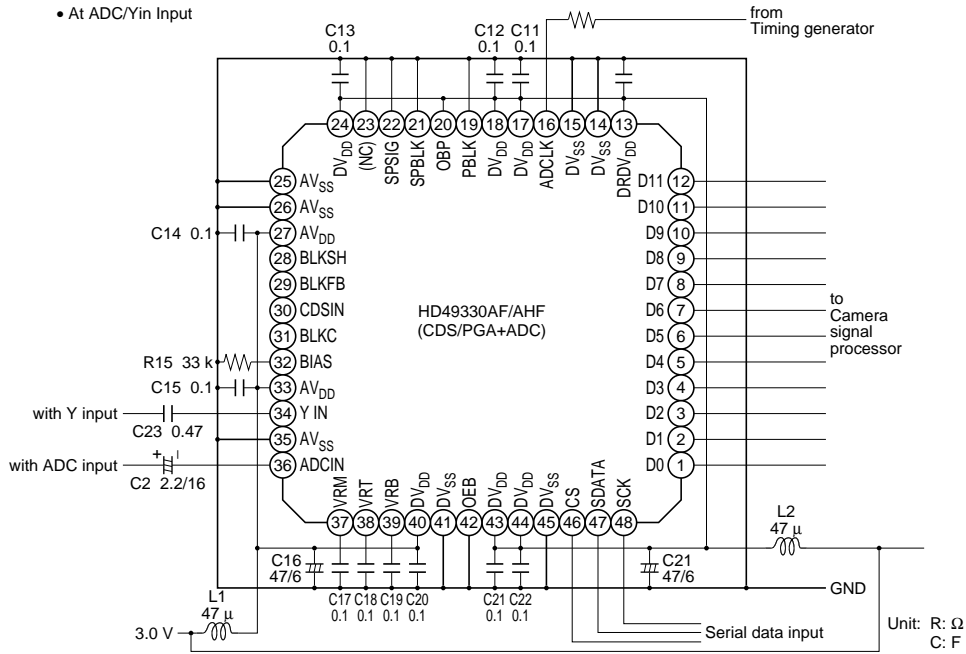 • At ADC/Yin Input
from
Timing generator
C13
0.1
C12
0.1
C11
0.1
24 23 22 21 20 19 18 17 16 15 14 13
DVDD
(NC)
SPSIG
SPBLK
OBP
PBLK
DVDD
DVDD
ADCLK
DVSS
DVSS
DRDVDD
25 AVSS
26 AVSS
C14 0.1
27 AVDD
28 BLKSH
29 BLKFB
30 CDSIN
31 BLKC
R15 33 k
32 BIAS
C15 0.1
33 AVDD
with Y input
34 Y IN
C23 0.47
35 AVSS
with ADC input
+ –
36 ADCIN
C2 2.2/16
HD49330AF/AHF
(CDS/PGA+ADC)
D11 12
D10 11
D9 10
D8 9
D7 8
D6 7
D5 6
D4 5
D3 4
D2 3
D1 2
D0 1
to
Camera
signal
processor
VRM
VRT
VRB
DVDD
DVSS
OEB
DVDD
DVDD
DVSS
CS
SDATA
SCK
37 38 39 40 41 42 43 44 45 46 47 48
L2
47 µ
C16
47/6
C17
0.1
C18
0.1
C19
0.1
C20
0.1
C21
0.1
C22
0.1
C21
47/6
GND
L1
47 µ
3.0 V
Serial data input
Unit: R: Ω
C: F